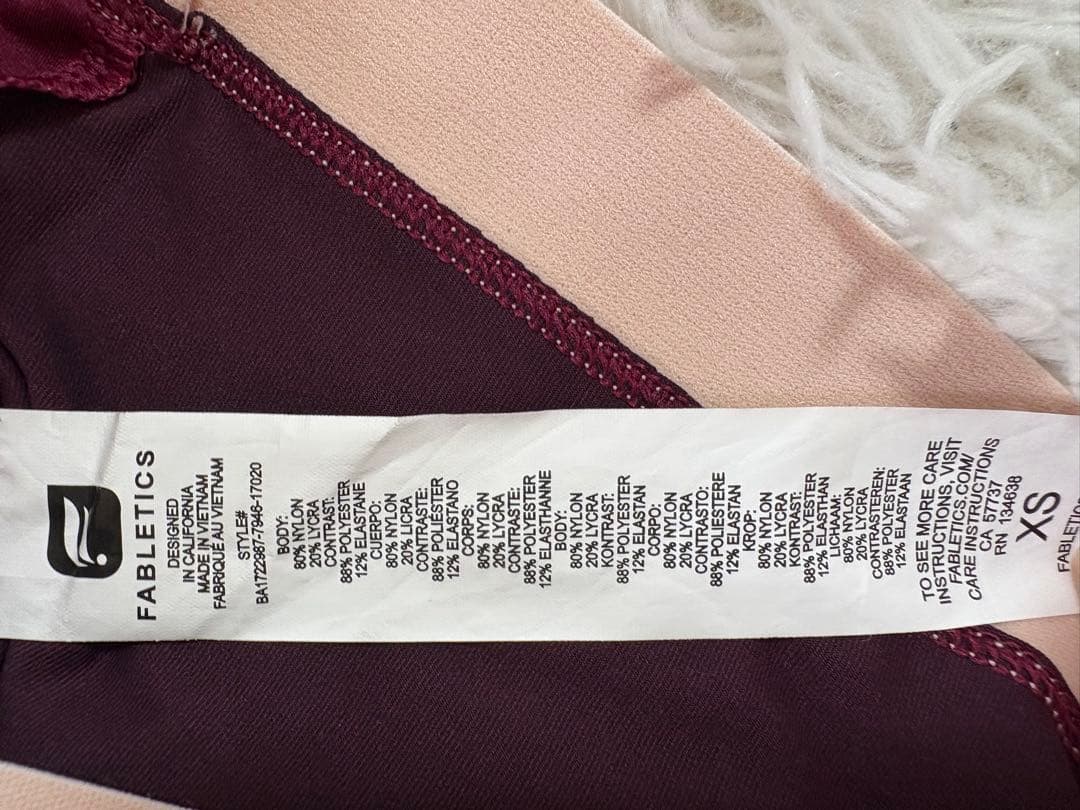 FABLETICS
DESIGNED
IN CALIFORNIA
MADE IN VIETNAM
FABRIQUÉ AU VIETNAM
STYLE#
BA1722987-7946-17020
BODY:
80% NYLON
20% LYCRA
CONTRAST:
88% POLYESTER
12% ELASTANE
CUERPO:
80% NYLON
20% LICRA
CONTRASTE:
88% POLIÉSTER
12% ELASTANO
CORPS:
80% NYLON
20% LYCRA
CONTRASTE:
88% POLYESTER
12% ELASTHANNE
BODY:
80% NYLON
20% LYCRA
KONTRAST:
88% POLYESTER
12% ELASTAN
CORPO:
80% NYLON
20% LYCRA
CONTRASTO:
88% POLIESTERE
12% ELASTAN
KROP:
80% NYLON
20% LYCRA
KONTRAST:
88% POLYESTER
12% ELASTHAN
LICHAAM:
80% NYLON
20% LYCRA
CONTRASTEREN:
88% POLYESTER
12% ELASTAAN
TO SEE MORE CARE
INSTRUCTIONS, VISIT
FABLETICS.COM/
CARE INSTRUCTIONS
CA 57737
RN 134698
XS